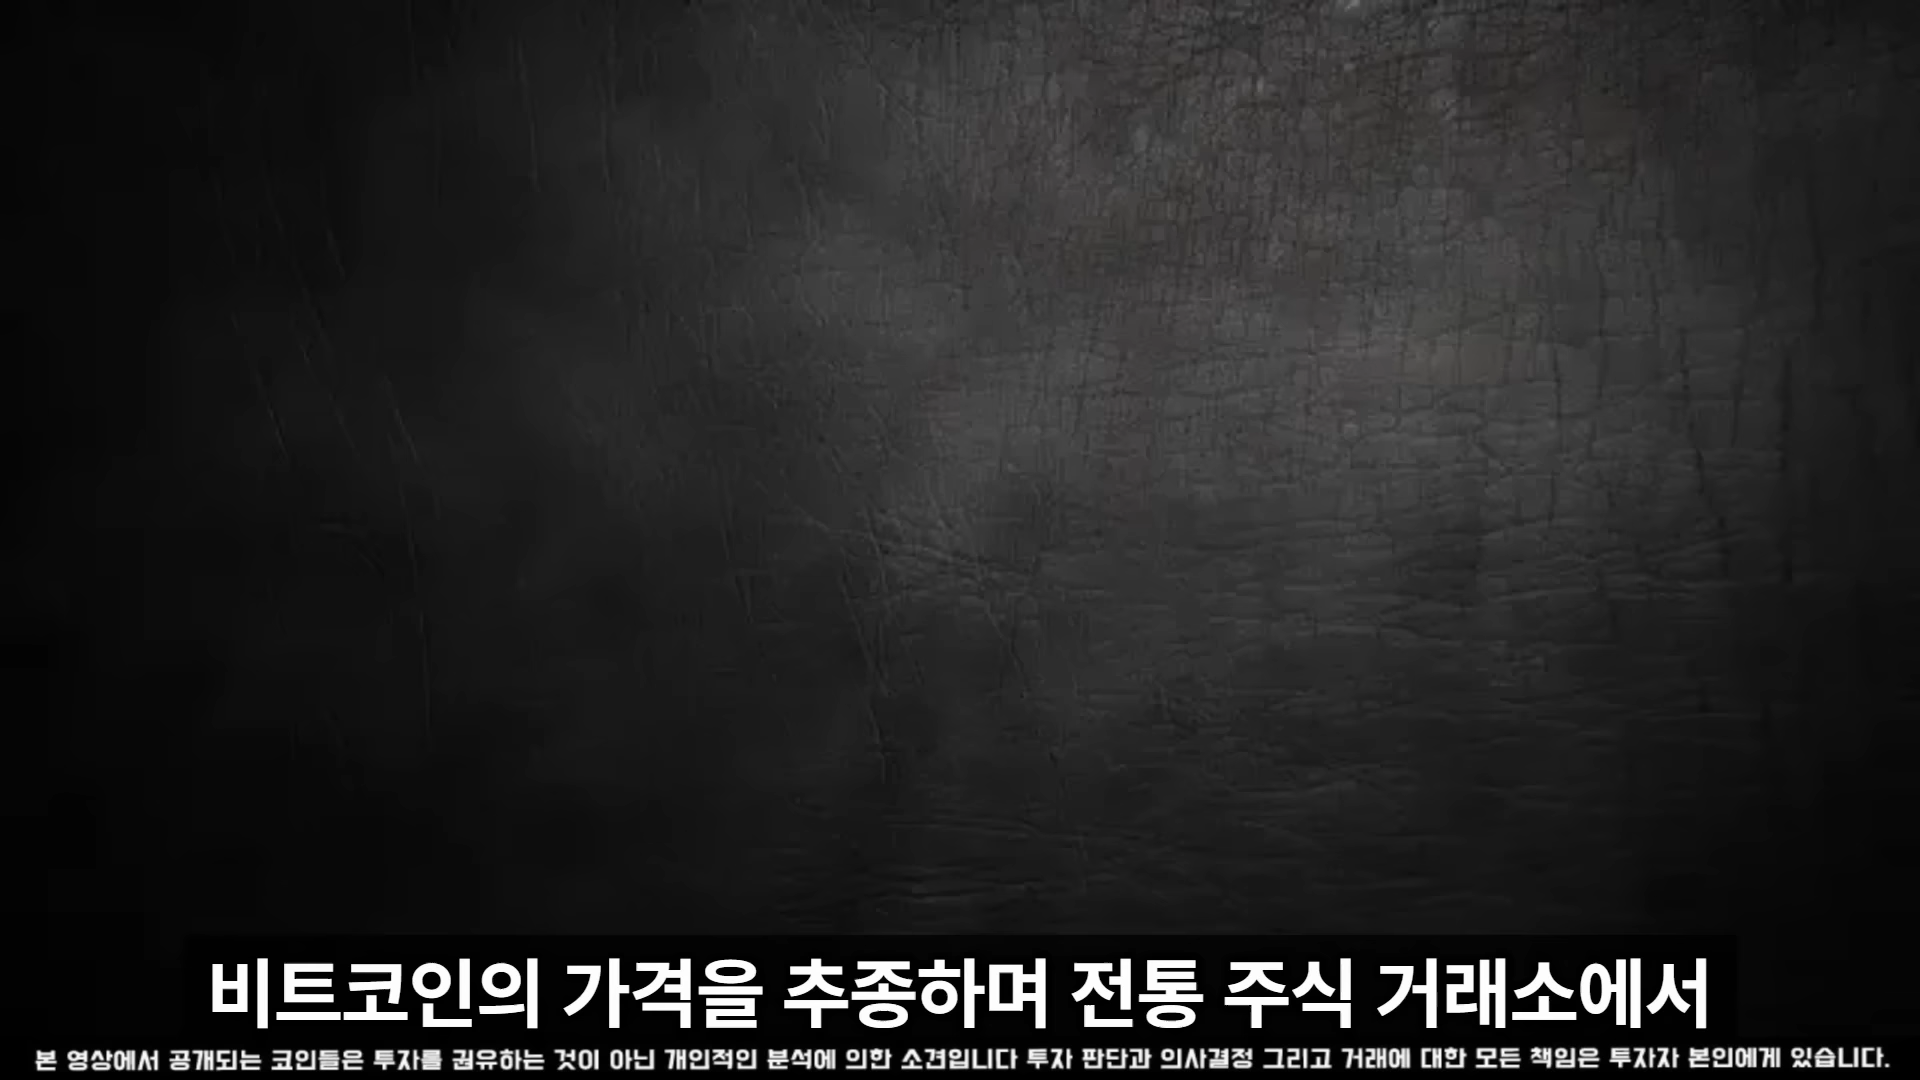 비트코인의 가격을 추종하며 전통 주식 거래소에서
본 영상에서 공개되는 코인들은 투자를 권유하는 것이 아닌 개인적인 분석에 의한 소견입니다 투자 판단과 의사결정 그리고 거래에 대한 모든 책임은 투자자 본인에게 있습니다.